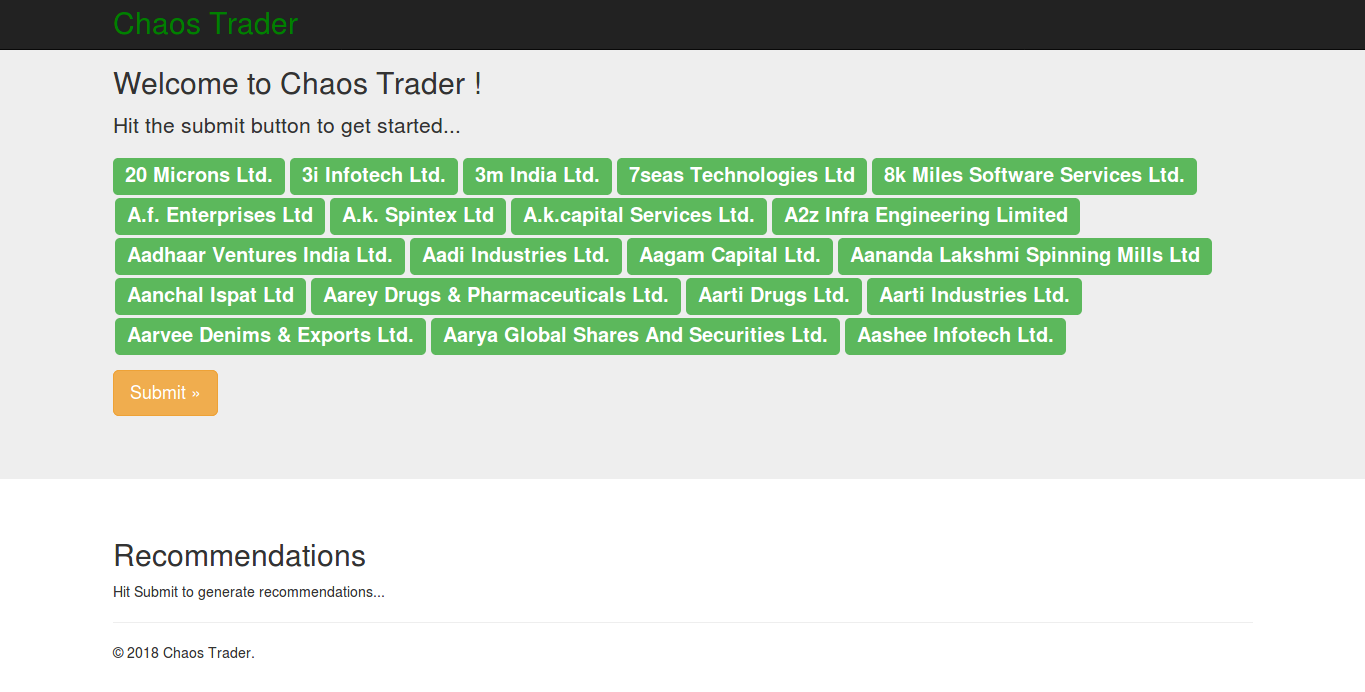 Chaos Trader
Welcome to Chaos Trader !
Hit the submit button to get started...
20 Microns Ltd. 3i Infotech Ltd. 3m India Ltd. 7seas Technologies Ltd 8k Miles Software Services Ltd.
A.f. Enterprises Ltd A.k. Spintex Ltd A.k.capital Services Ltd. A2z Infra Engineering Limited
Aadhaar Ventures India Ltd. Aadi Industries Ltd. Aagam Capital Ltd. Aananda Lakshmi Spinning Mills Ltd
Aanchal Ispat Ltd Aarey Drugs & Pharmaceuticals Ltd. Aarti Drugs Ltd. Aarti Industries Ltd.
Aarvee Denims & Exports Ltd. Aarya Global Shares And Securities Ltd. Aashee Infotech Ltd.
Submit »
Recommendations
Hit Submit to generate recommendations...
© 2018 Chaos Trader.